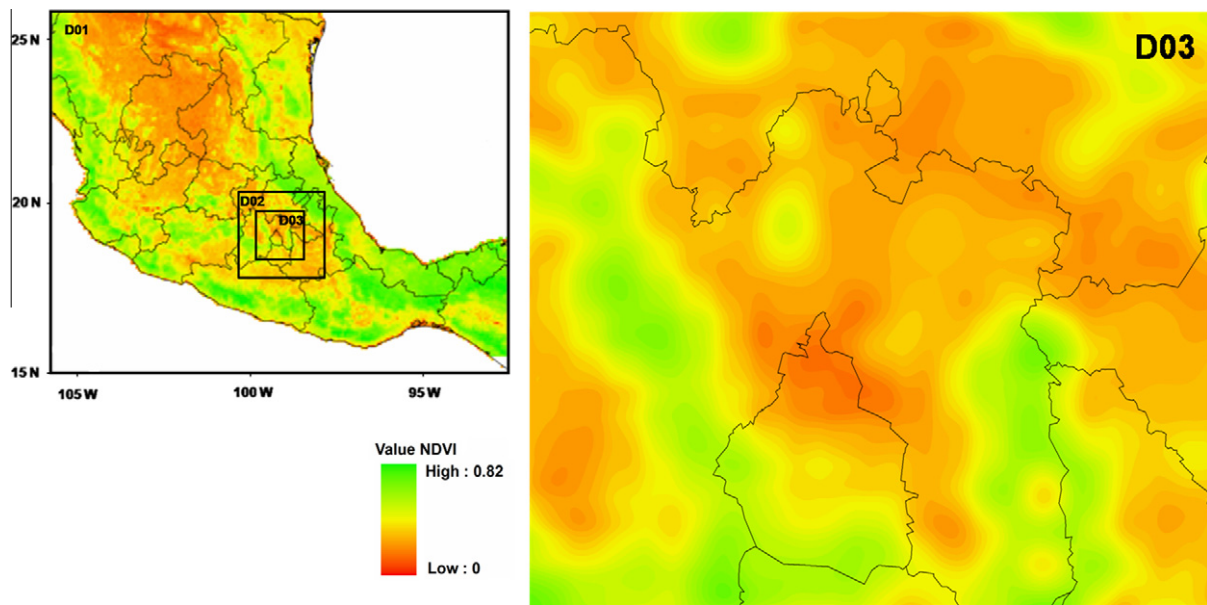 D01
25 N
20 N
15 N
D02
D03
105 W
100 W
95 W
Value NDVI
High : 0.82
Low : 0
D03